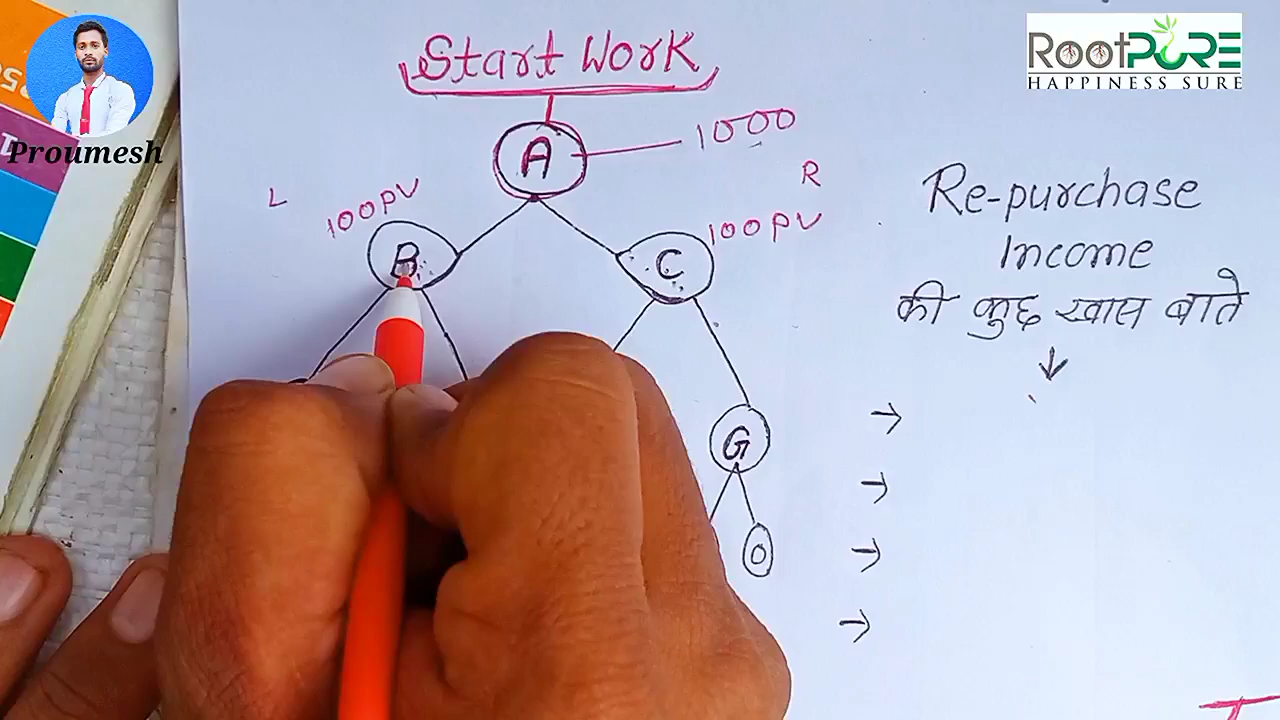 Start Work
A
1000
L
R
100PV
100PV
B
C
G
O
Re-purchase
Income
की कुछ खास बाते
RootPURE
HAPPINESS SURE
Proumesh